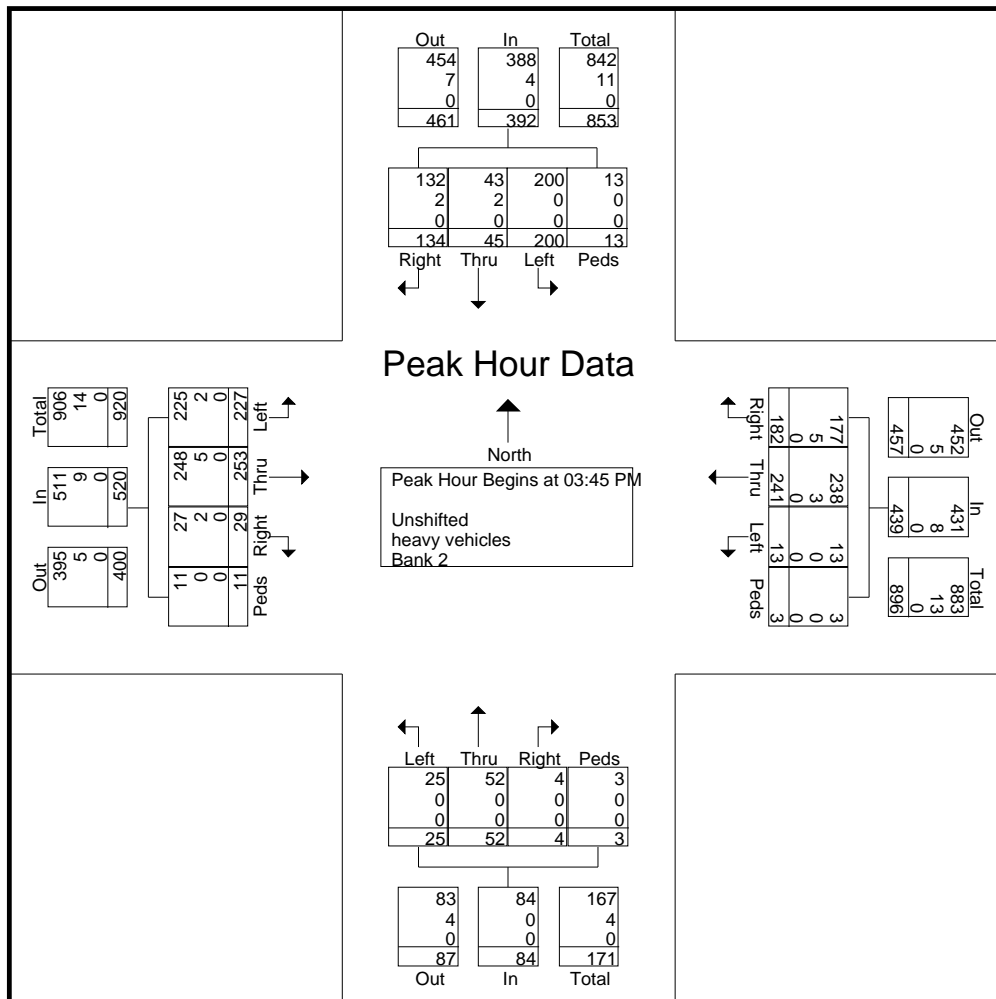 Out In Total
454 388 842
7 4 11
0 0 0
461 392 853
132 43 200 13
2 2 0 0
0 0 0 0
134 45 200 13
Right Thru Left Peds
Peak Hour Data
North
Peak Hour Begins at 03:45 PM
Unshifted
heavy vehicles
Bank 2
Total
906
14
0
920
In
511
9
0
520
Out
395
5
0
400
225
2
0
227
Left
248
5
0
253
Thru
27
2
0
29
Right
11
0
0
11
Peds
Right
177
5
0
182
Thru
238
3
0
241
Left
13
0
0
13
Peds
3
0
0
3
Out
452
5
0
457
In
431
8
0
439
Total
883
13
0
896
Left Thru Right Peds
25 52 4 3
0 0 0 0
0 0 0 0
25 52 4 3
83 84 167
4 0 4
0 0 0
87 84 171
Out In Total